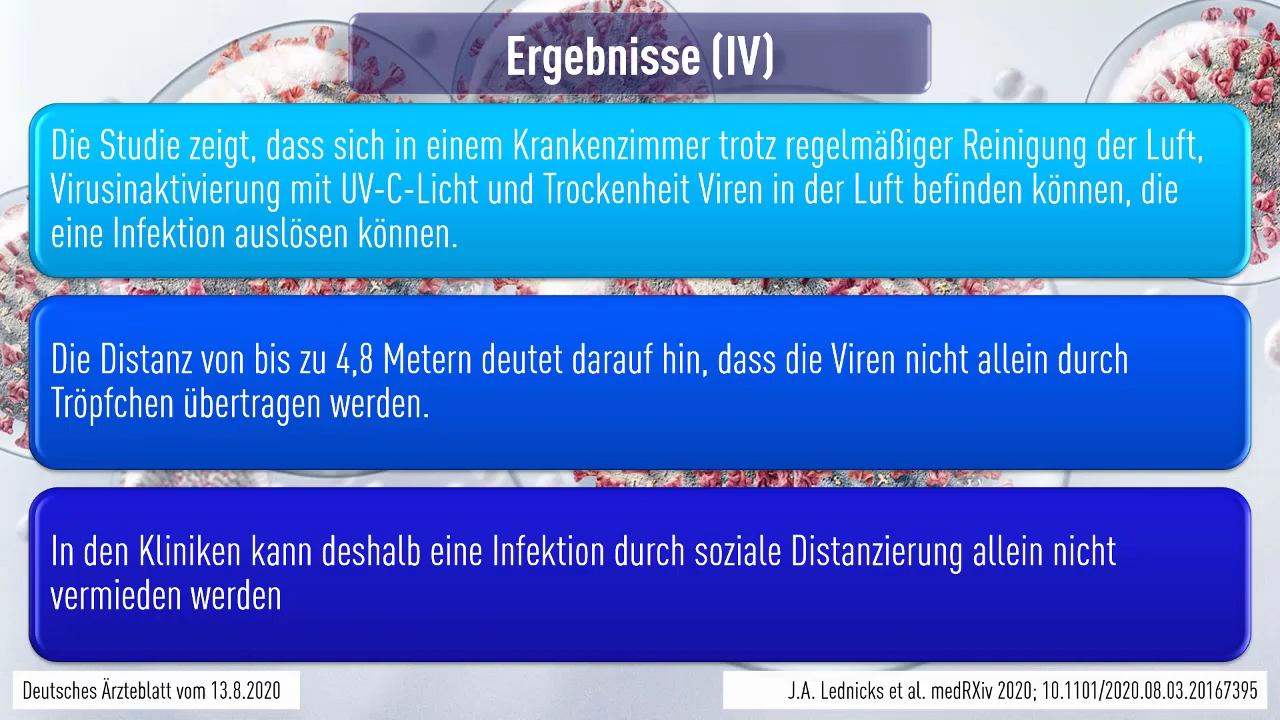 Ergebnisse (IV)
Die Studie zeigt, dass sich in einem Krankenzimmer trotz regelmäßiger Reinigung der Luft,
Virusinaktivierung mit UV-C-Licht und Trockenheit Viren in der Luft befinden können, die
eine Infektion auslösen können.
Die Distanz von bis zu 4,8 Metern deutet darauf hin, dass die Viren nicht allein durch
Tröpfchen übertragen werden.
In den Kliniken kann deshalb eine Infektion durch soziale Distanzierung allein nicht
vermieden werden
Deutsches Ärzteblatt vom 13.8.2020
J.A. Lednicks et al. medRXiv 2020; 10.1101/2020.08.03.20167395